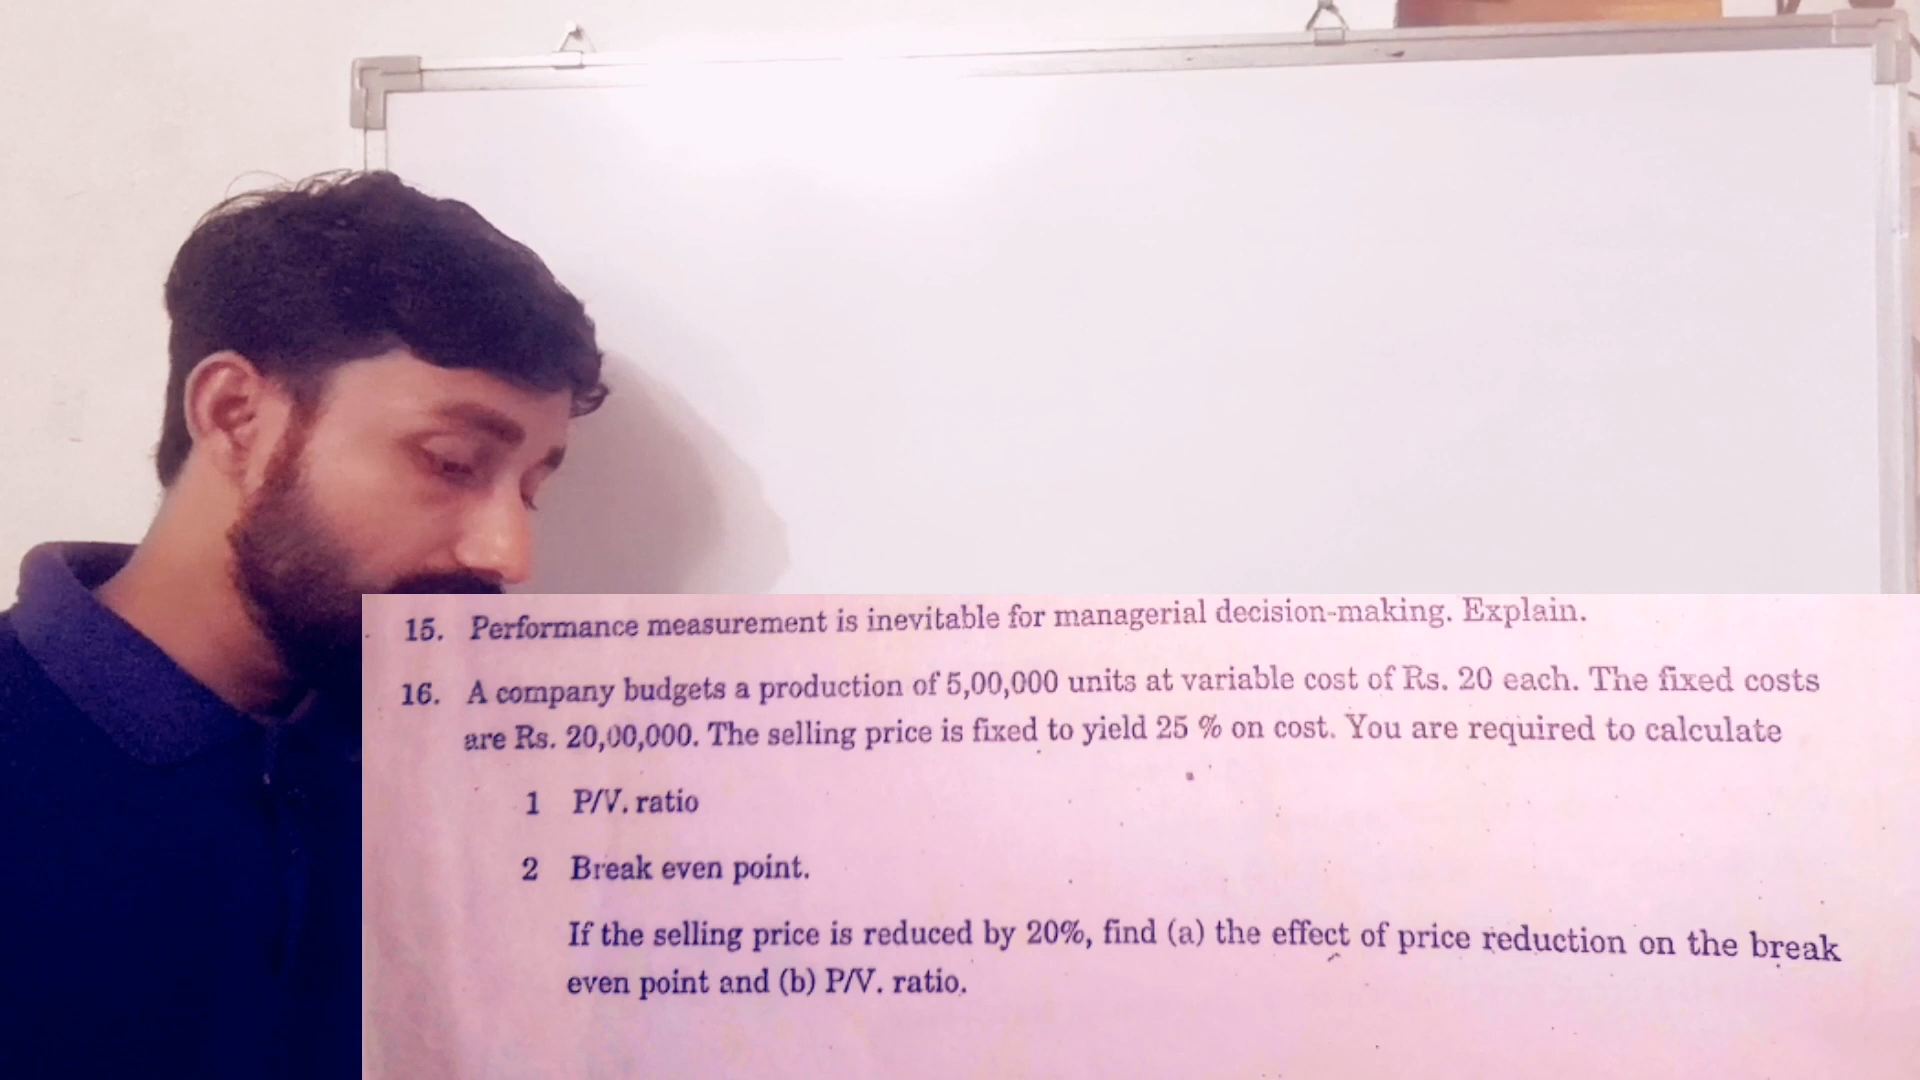 15. Performance measurement is inevitable for managerial decision-making. Explain.
16. A company budgets a production of 5,00,000 units at variable cost of Rs. 20 each. The fixed costs
are Rs. 20,00,000. The selling price is fixed to yield 25 % on cost. You are required to calculate
1 P/V. ratio
2 Break even point.
If the selling price is reduced by 20%, find (a) the effect of price reduction on the break
even point and (b) P/V. ratio.